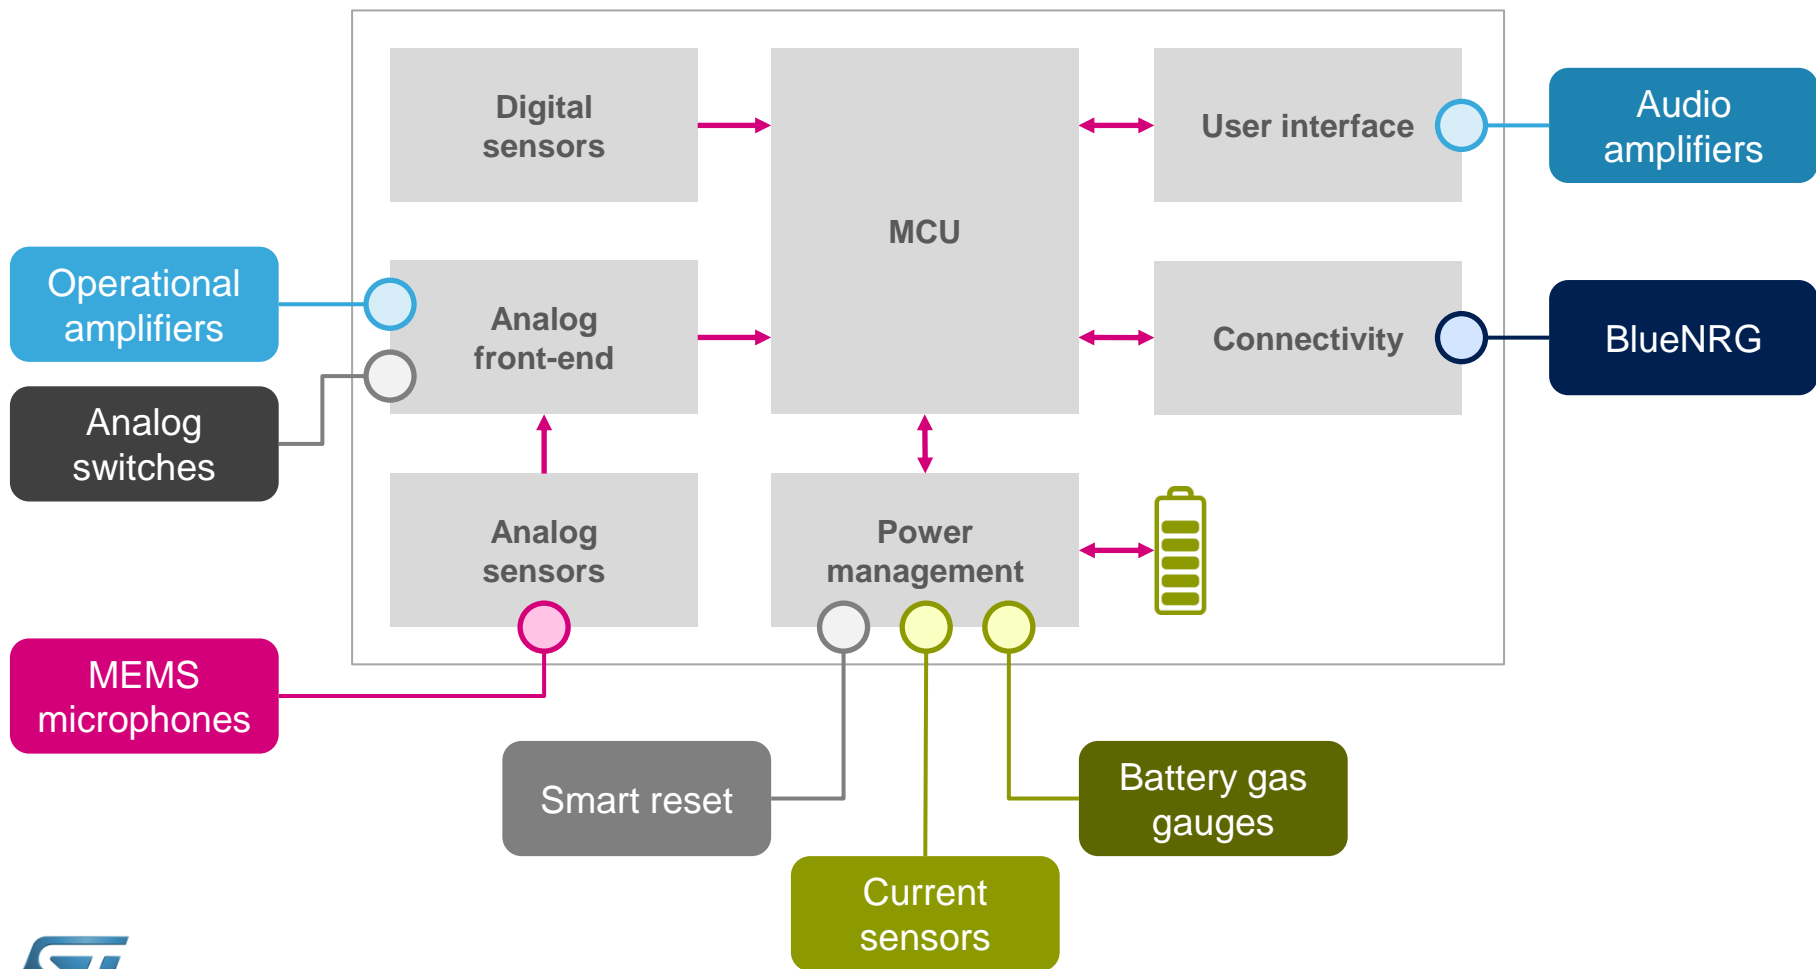 Digital
sensors
MCU
User interface
Audio
amplifiers
Operational
amplifiers
Analog
front-end
Connectivity
BlueNRG
Analog
switches
Analog
sensors
Power
management
MEMS
microphones
Smart reset
Battery gas
gauges
Current
sensors
ST